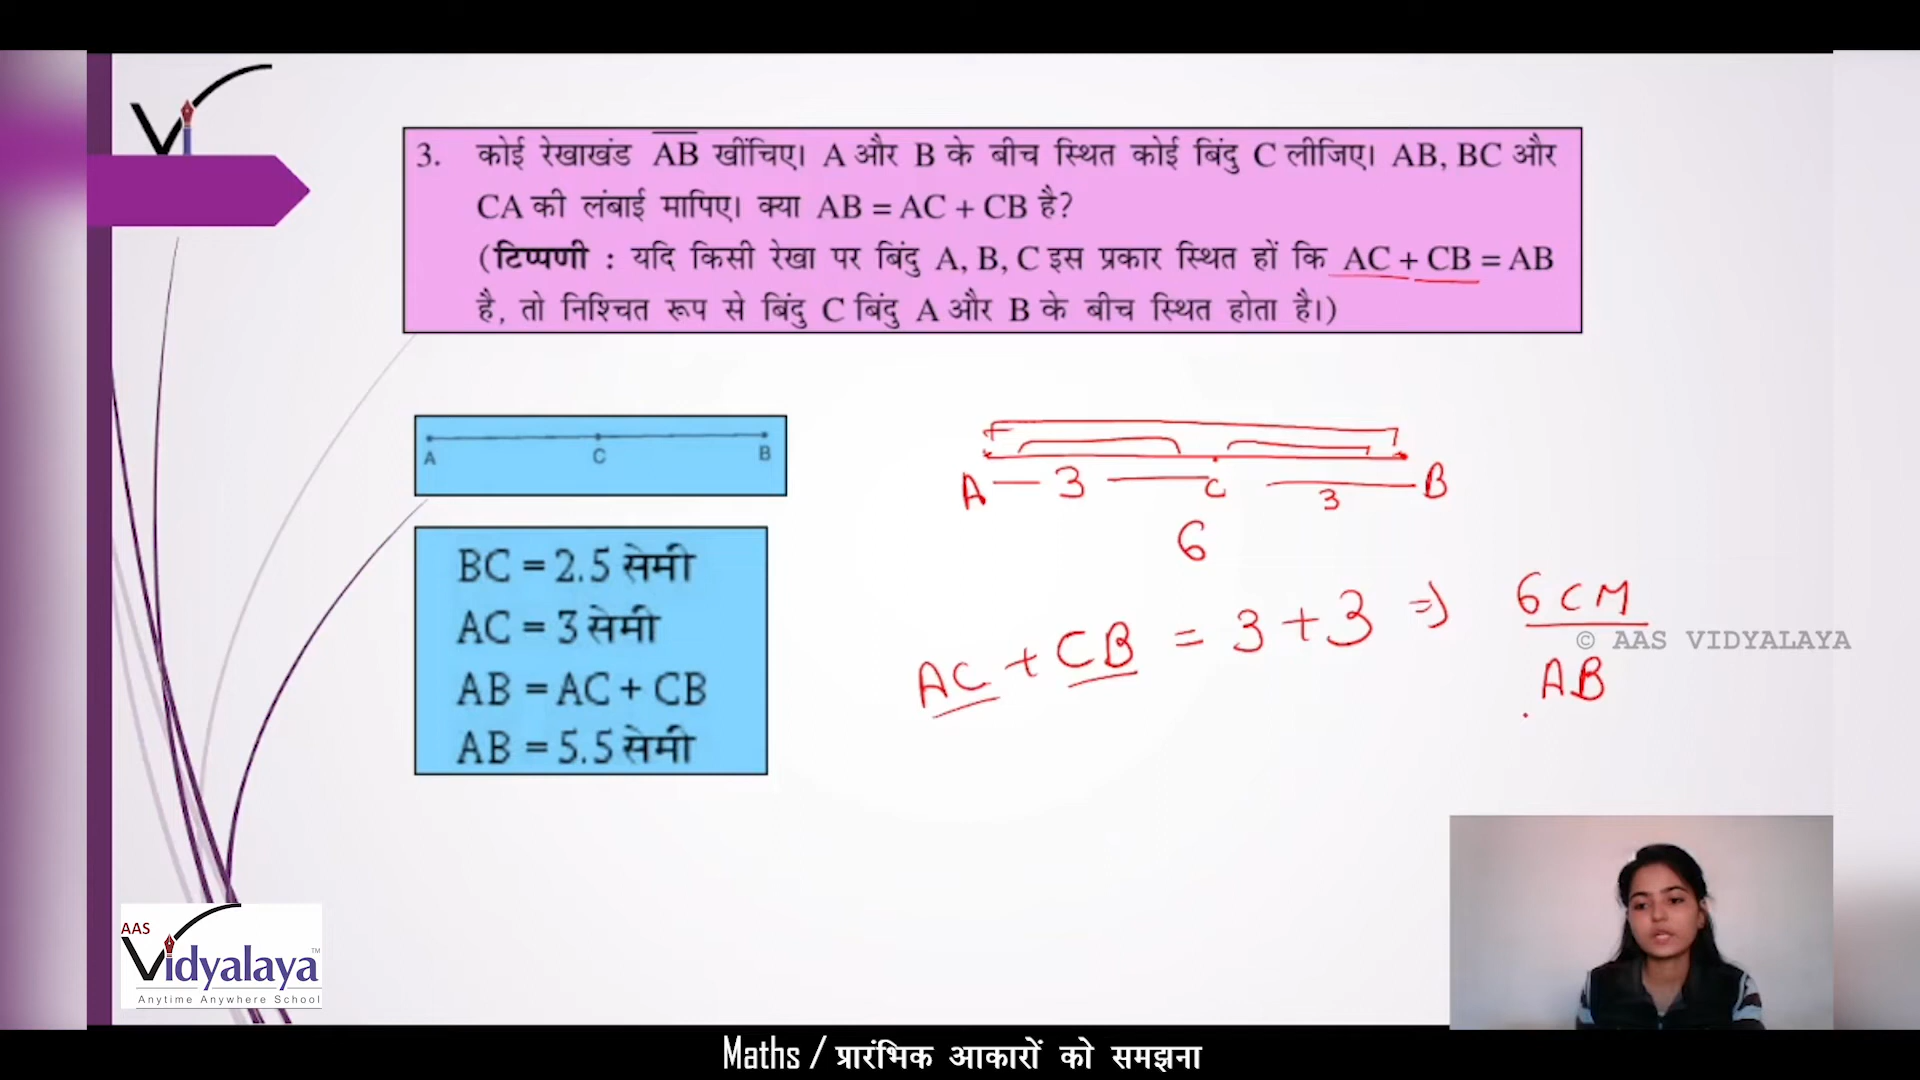 3. कोई रेखाखंड AB खींचिए। A और B के बीच स्थित कोई बिंदु C लीजिए। AB, BC और
CA की लंबाई मापिए। क्या AB = AC + CB है?
(टिप्पणी : यदि किसी रेखा पर बिंदु A, B, C इस प्रकार स्थित हों कि AC + CB = AB
है, तो निश्चित रूप से बिंदु C बिंदु A और B के बीच स्थित होता है।)
A C B
BC = 2.5 सेमी
AC = 3 सेमी
AB = AC + CB
AB = 5.5 सेमी
A 3 C 3 B
6
AC + CB = 3 + 3 ⇒ 6 CM
AB
© AAS VIDYALAYA
AAS
Vidyalaya™
Anytime Anywhere School
Maths / प्रारंभिक आकारों को समझना